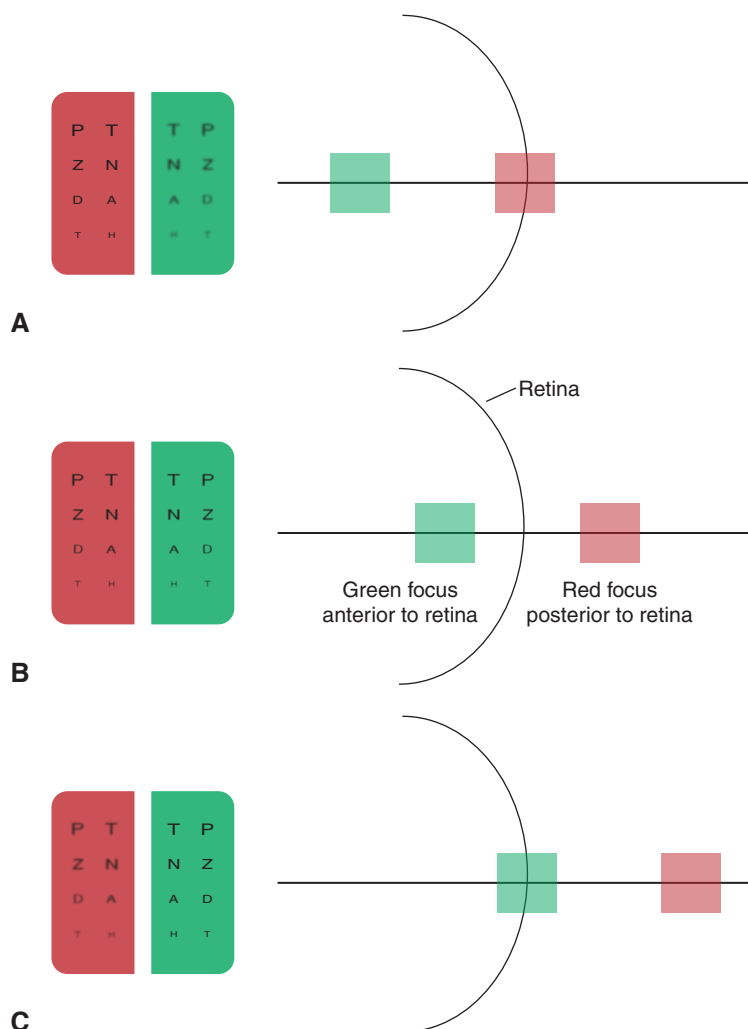 P T T P
Z N N Z
D A A D
T H H T
A
Retina
P T T P
Z N N Z
D A A D
T H H T
Green focus
anterior to retina
Red focus
posterior to retina
B
P T T P
Z N N Z
D A A D
T H H T
C